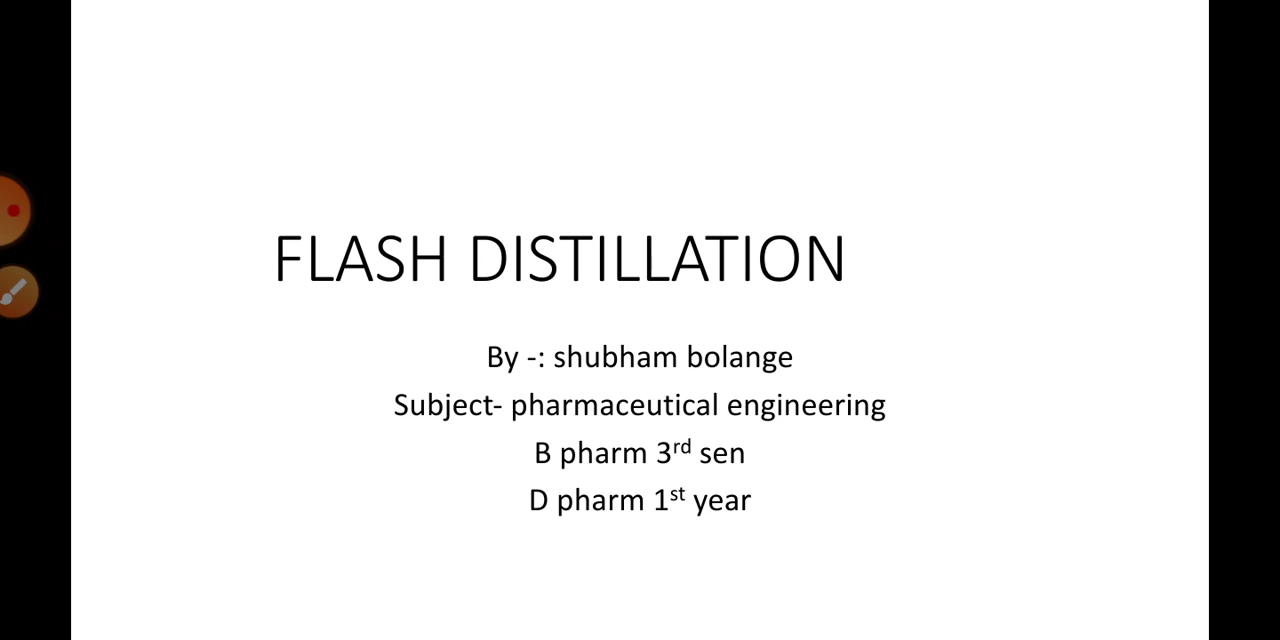 FLASH DISTILLATION
By -: shubham bolange
Subject- pharmaceutical engineering
B pharm 3rd sen
D pharm 1st year